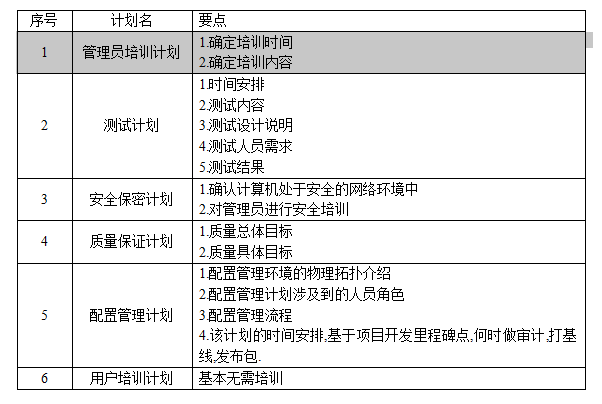 序号 计划名 要点
1 管理员培训计划 1.确定培训时间
2.确定培训内容
2 测试计划 1.时间安排
2.测试内容
3.测试设计说明
4.测试人员需求
5.测试结果
3 安全保密计划 1.确认计算机处于安全的网络环境中
2.对管理员进行安全培训
4 质量保证计划 1.质量总体目标
2.质量具体目标
5 配置管理计划 1.配置管理环境的物理拓扑介绍
2.配置管理计划涉及到的人员角色
3.配置管理流程
4.该计划的时间安排,基于项目开发里程碑点,何时做审计,打基
线,发布包.
6 用户培训计划 基本无需培训